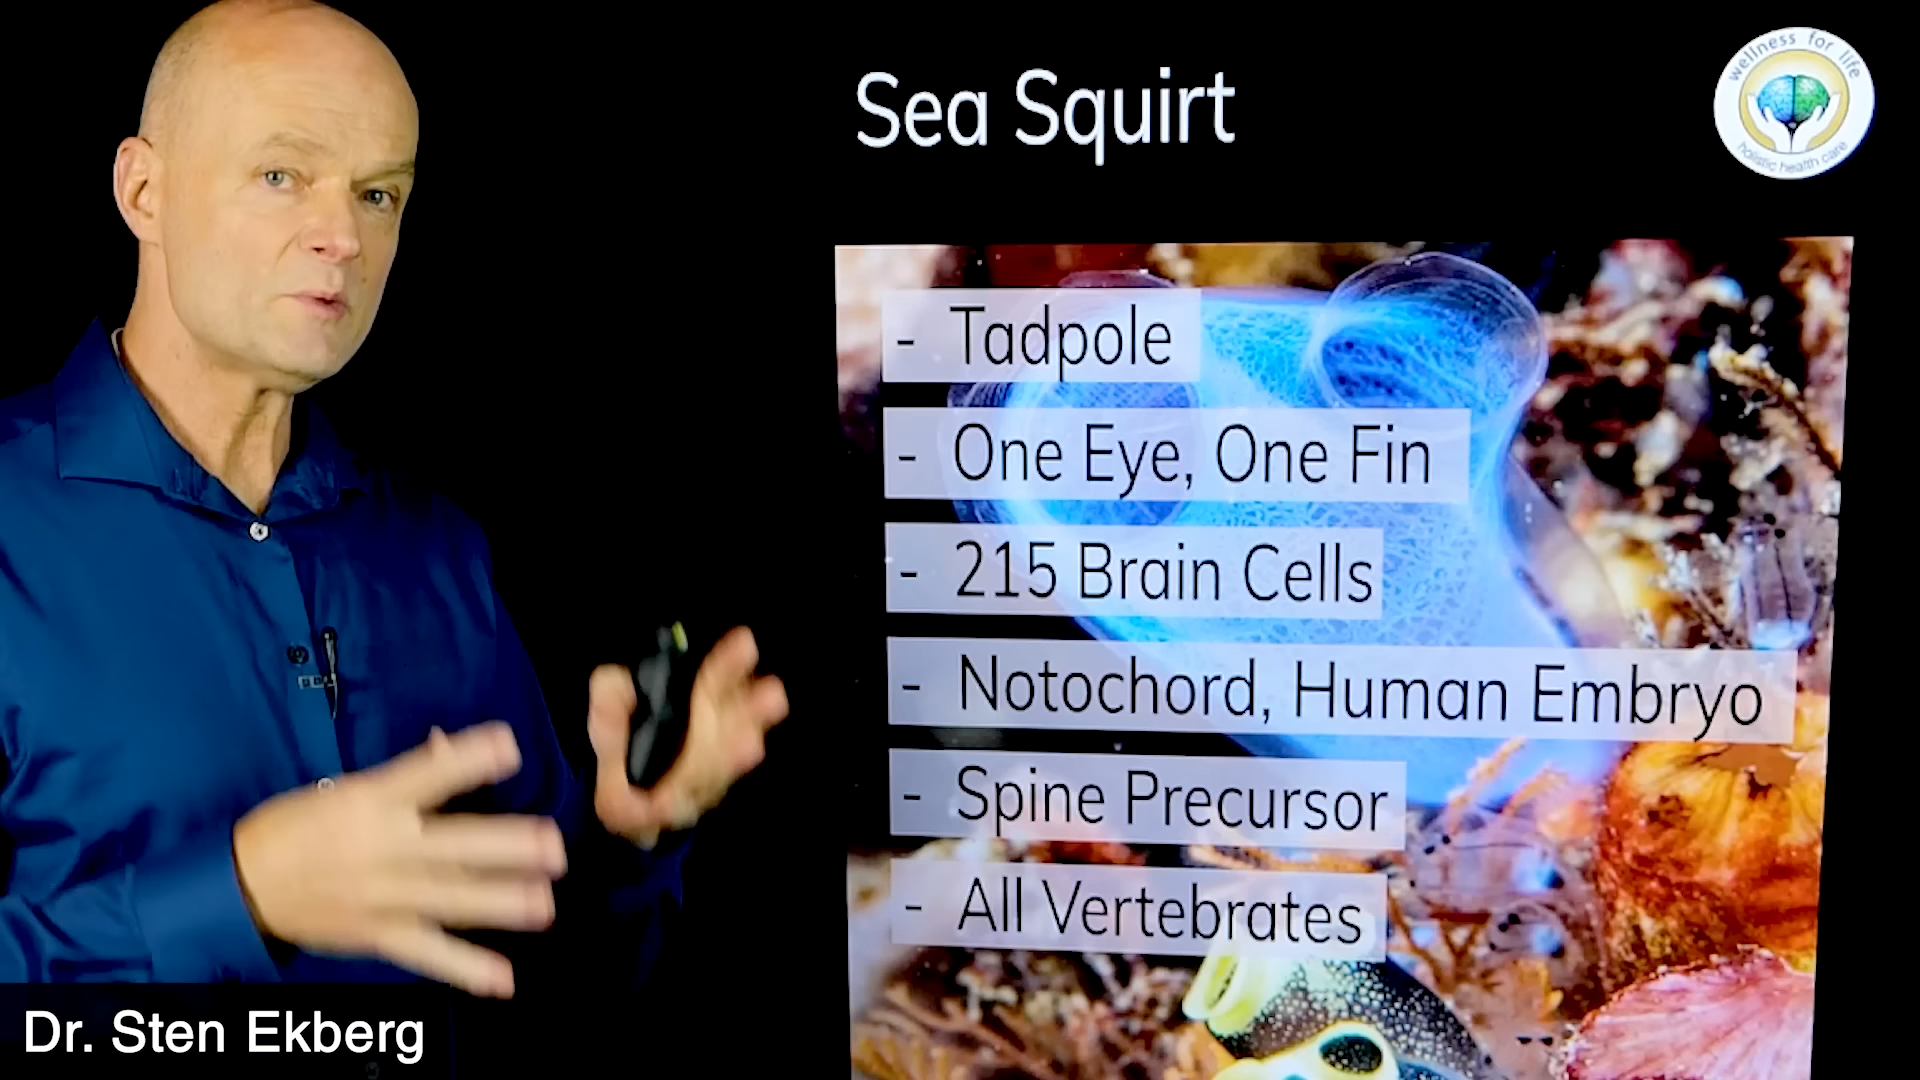 Sea Squirt
wellness for life
holistic health care
- Tadpole
- One Eye, One Fin
- 215 Brain Cells
- Notochord, Human Embryo
- Spine Precursor
- All Vertebrates
Dr. Sten Ekberg